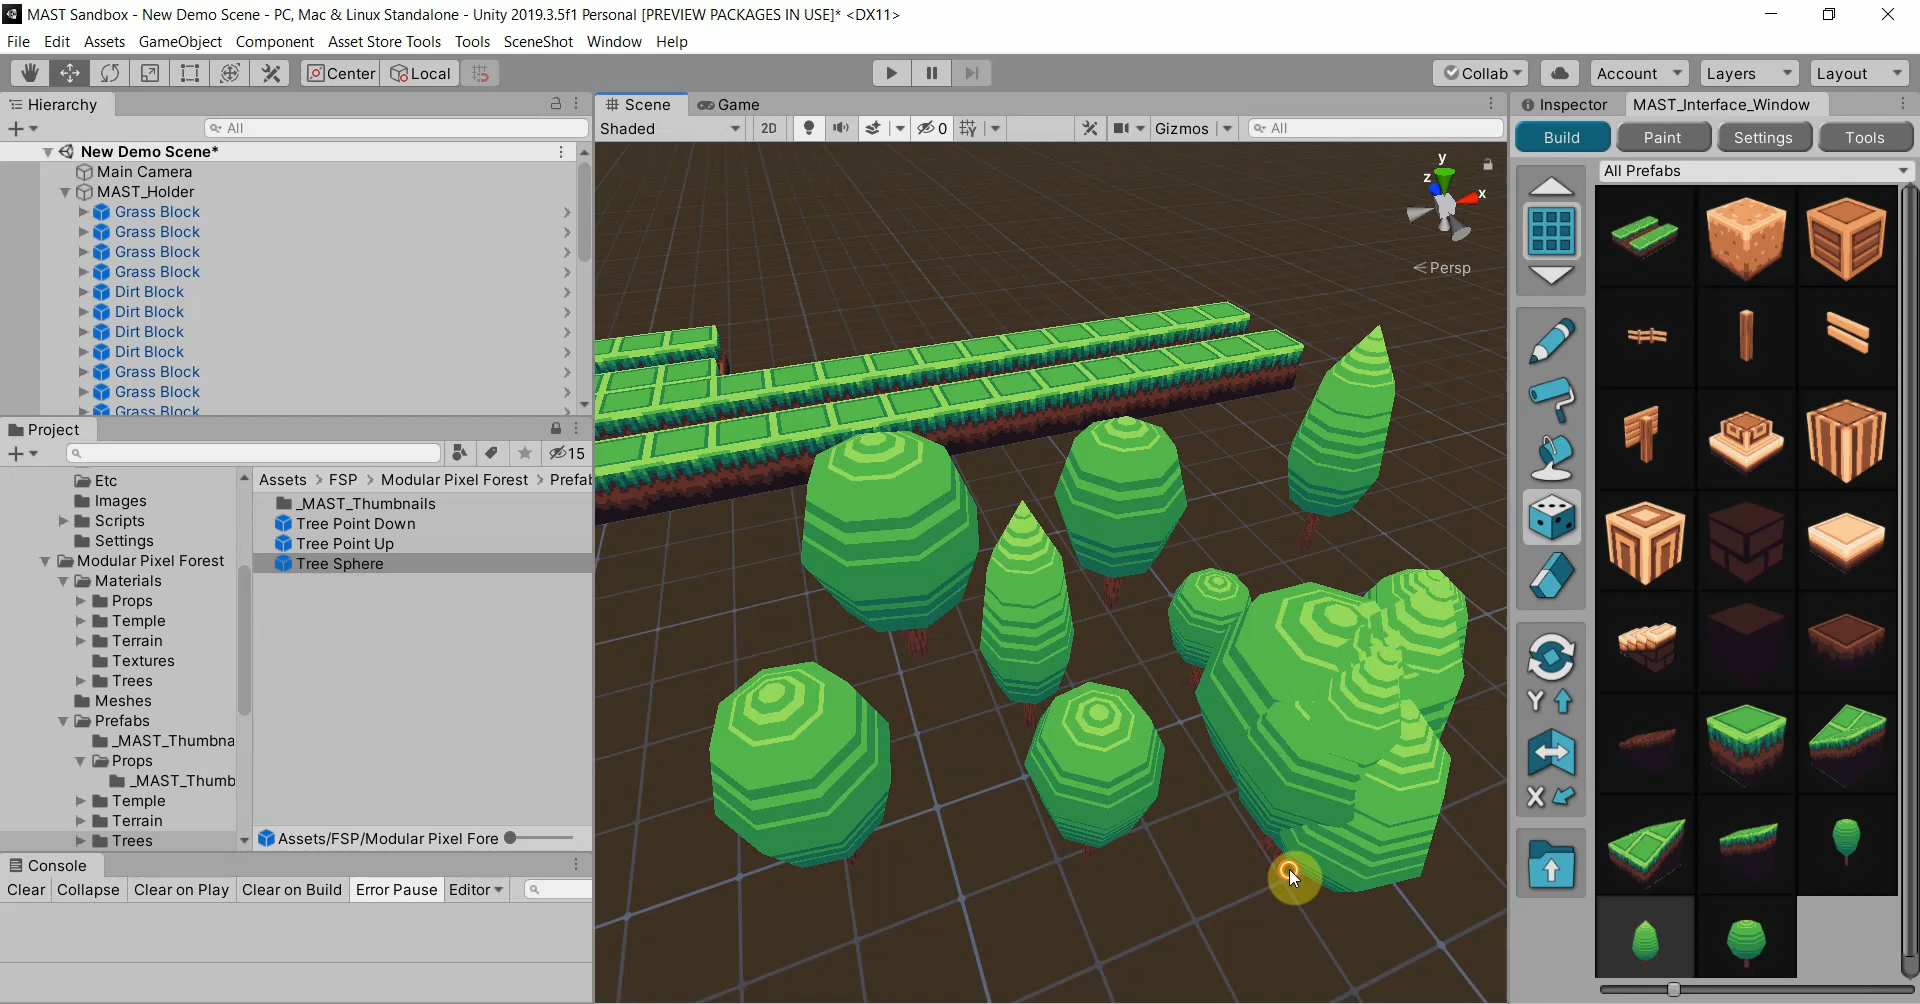 MAST Sandbox - New Demo Scene - PC, Mac & Linux Standalone - Unity 2019.3.5f1 Personal [PREVIEW PACKAGES IN USE]* <DX11>
File Edit Assets GameObject Component Asset Store Tools Tools SceneShot Window Help
Center Local Collab Account Layers Layout
Hierarchy
All
New Demo Scene*
Main Camera
MAST_Holder
Grass Block
Grass Block
Grass Block
Grass Block
Dirt Block
Dirt Block
Dirt Block
Dirt Block
Grass Block
Grass Block
Grass Block
Project
15
Etc
Images
Scripts
Settings
Modular Pixel Forest
Materials
Props
Temple
Terrain
Textures
Trees
Meshes
Prefabs
_MAST_Thumbna
Props
_MAST_Thumb
Temple
Terrain
Trees
Assets > FSP > Modular Pixel Forest > Prefab
_MAST_Thumbnails
Tree Point Down
Tree Point Up
Tree Sphere
Assets/FSP/Modular Pixel Fore
Console
Clear Collapse Clear on Play Clear on Build Error Pause Editor
Scene Game
Shaded 2D 0 Gizmos All
y
z
x
Persp
Inspector MAST_Interface_Window
Build Paint Settings Tools
All Prefabs
Y
X